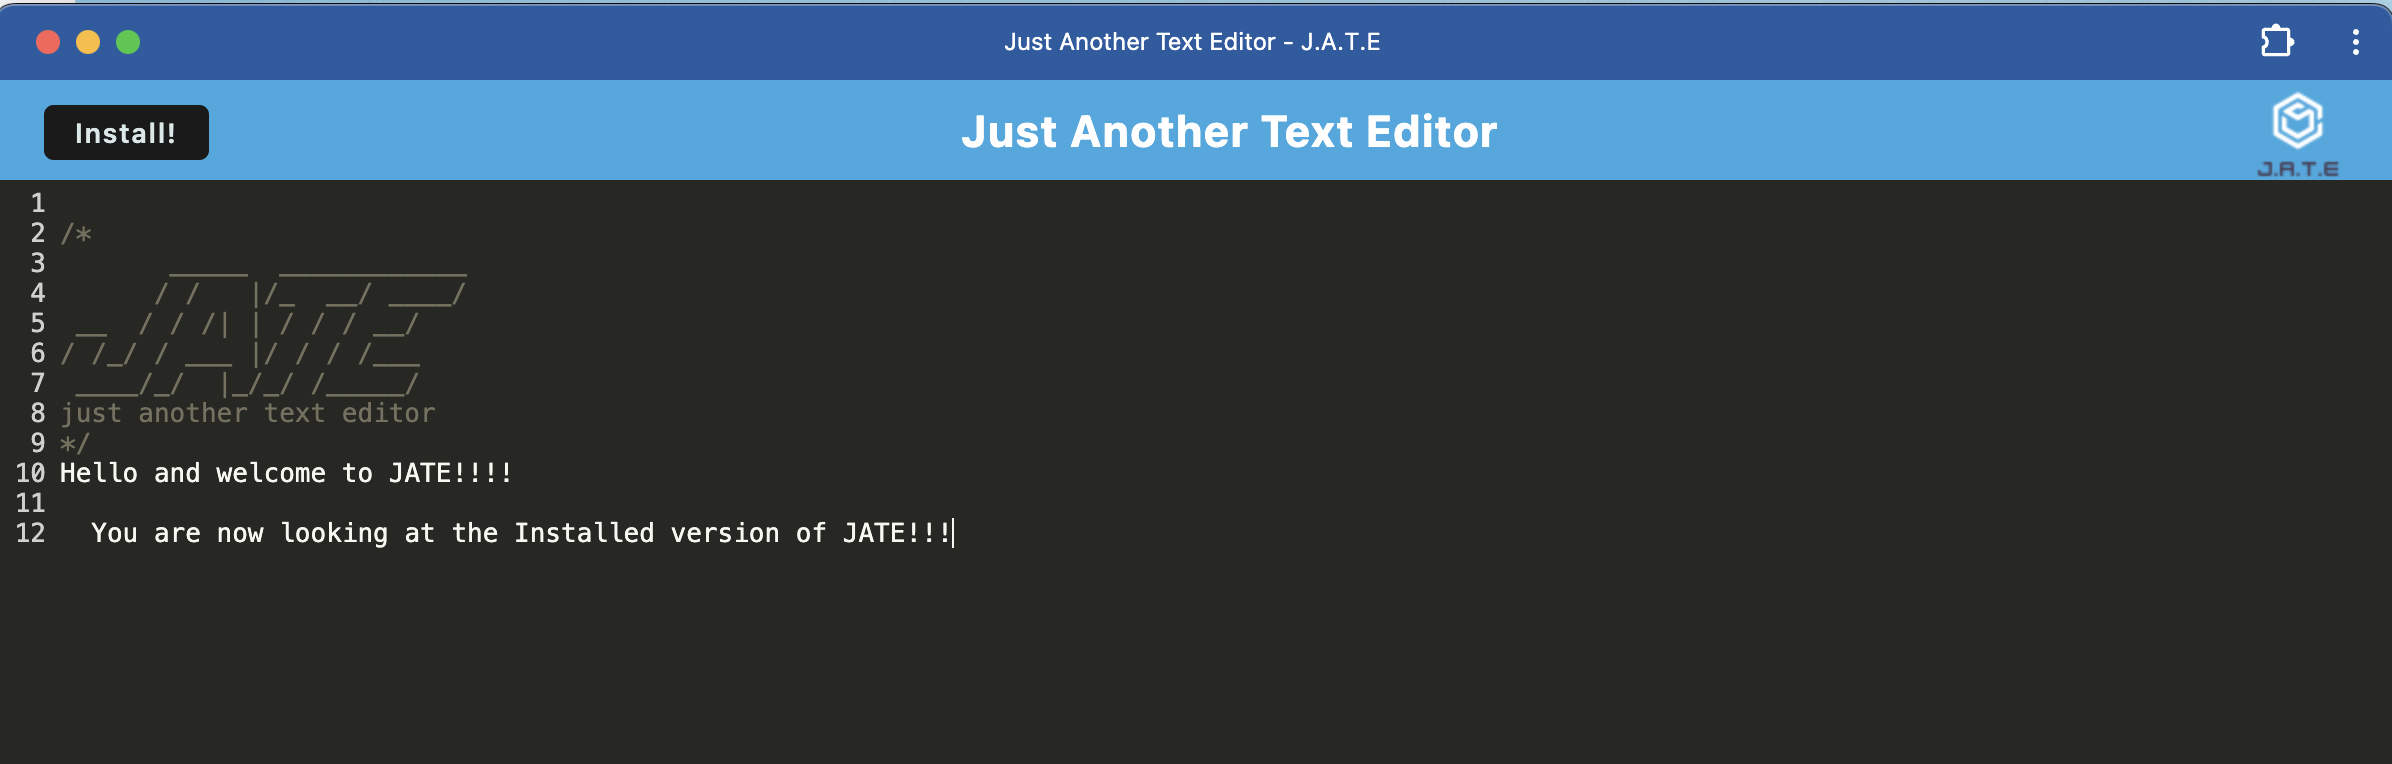 Just Another Text Editor - J.A.T.E
Install!
Just Another Text Editor
J.A.T.E
1
2 /*
3        _____  ____________
4       / /   |/_  __/ ____/
5  __  / / /| | / / / __/
6 / /_/ / ___ |/ / / /___
7  ____/_/  |_/_/ /_____/
8 just another text editor
9 */
10 Hello and welcome to JATE!!!!
11
12   You are now looking at the Installed version of JATE!!!